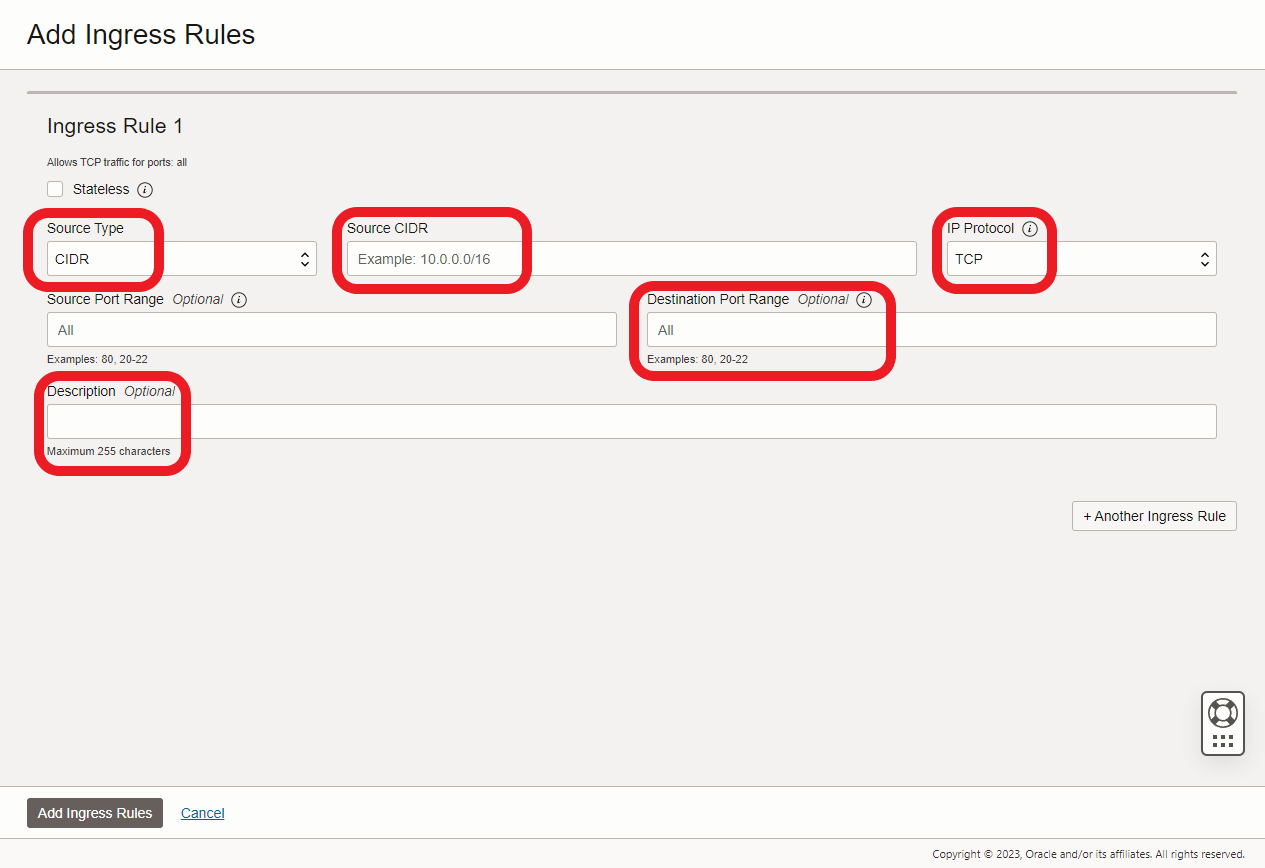 Add Ingress Rules
Ingress Rule 1
Allows TCP traffic for ports: all
Stateless i
Source Type
CIDR
Source CIDR
Example: 10.0.0.0/16
IP Protocol i
TCP
Source Port Range Optional i
All
Examples: 80, 20-22
Destination Port Range Optional i
All
Examples: 80, 20-22
Description Optional
Maximum 255 characters
+ Another Ingress Rule
Add Ingress Rules Cancel
Copyright © 2023, Oracle and/or its affiliates. All rights reserved.